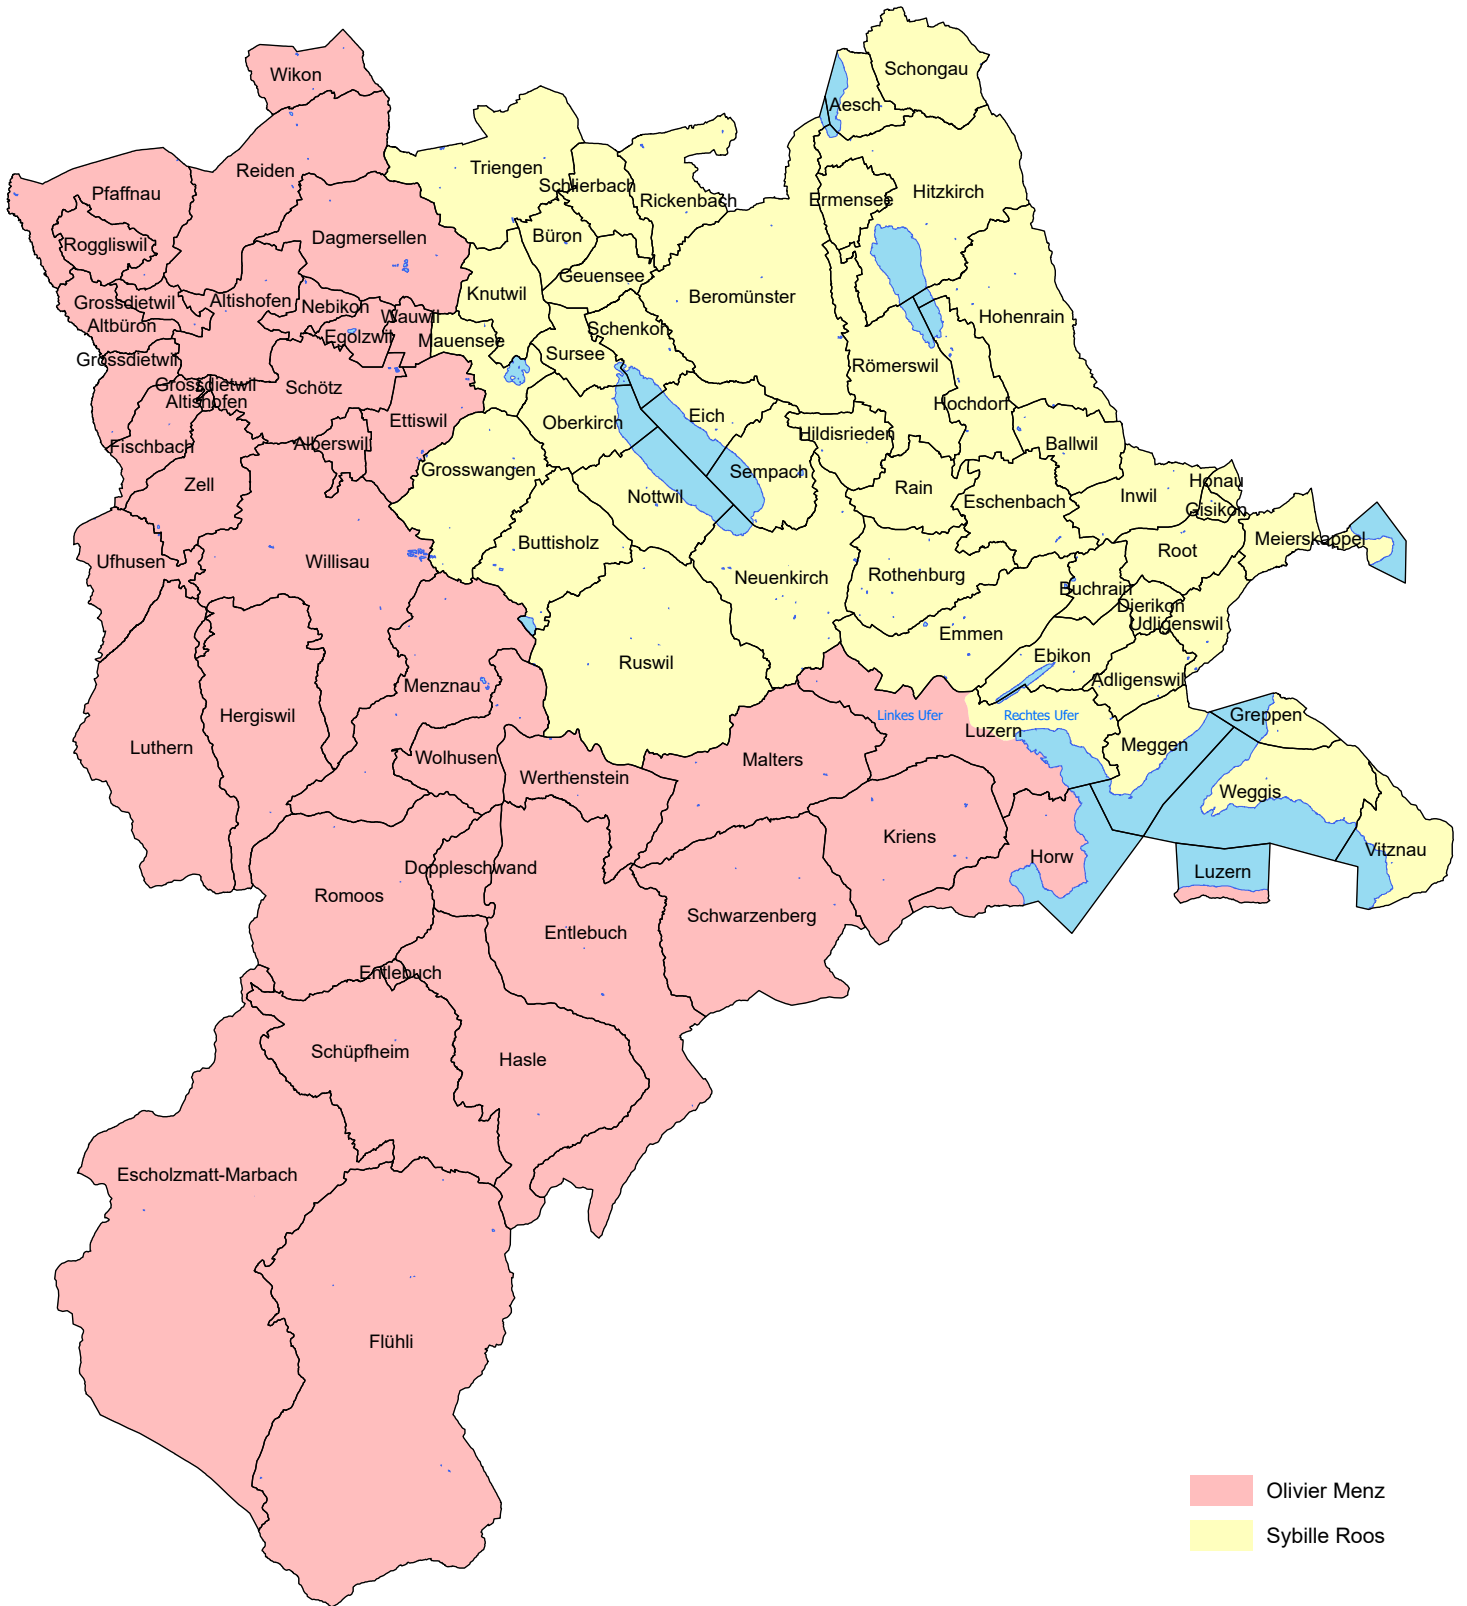 Schongau
Wikon
Aesch
Triengen
Reiden
Schlierbach
Pfaffnau
Hitzkirch
Rickenbach
Ermensee
Büron
Dagmersellen
Roggliswil
Geuensee
Knutwil
Beromünster
Altishofen
Grossdietwil
Nebikon
Wauwil
Hohenrain
Altbüron
Schenkon
Egolzwil
Mauensee
Sursee
Grossdietwil
Römerswil
Grossdietwil
Schötz
Altishofen
Hochdorf
Eich
Ettiswil
Oberkirch
Hildisrieden
Alberswil
Ballwil
Fischbach
Grosswangen
Sempach
Honau
Zell
Rain
Nottwil
Eschenbach
Inwil
Gisikon
Buttisholz
Meierskappel
Root
Ufhusen
Willisau
Neuenkirch
Rothenburg
Buchrain
Dierikon
Udligenswil
Emmen
Ruswil
Ebikon
Adligenswil
Menznau
Hergiswil
Linkes Ufer
Rechtes Ufer
Greppen
Luzern
Luthern
Meggen
Wolhusen
Malters
Werthenstein
Weggis
Kriens
Vitznau
Horw
Doppleschwand
Luzern
Romoos
Schwarzenberg
Entlebuch
Entlebuch
Schüpfheim
Hasle
Escholzmatt-Marbach
Flühli
Olivier Menz
Sybille Roos